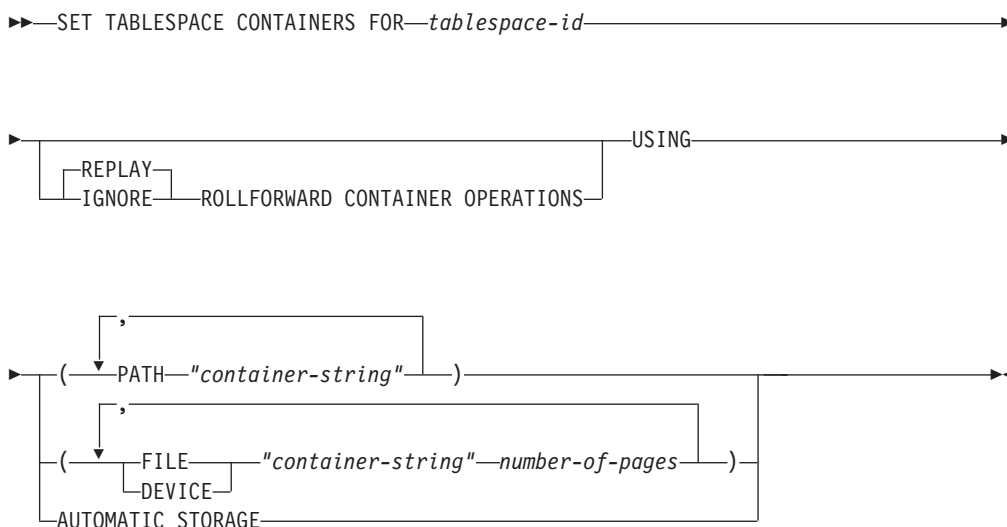 SET TABLESPACE CONTAINERS FOR tablespace-id
USING
REPLAY
IGNORE ROLLFORWARD CONTAINER OPERATIONS
,
( PATH "container-string" )
,
( FILE "container-string" number-of-pages )
DEVICE
AUTOMATIC STORAGE